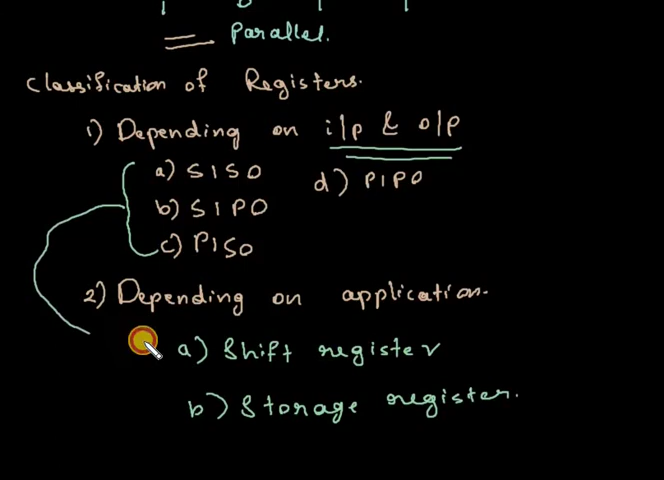 Parallel.
Classification of Registers.
1) Depending on i/p & o/p
a) SISO d) PIPO
b) SIPO
c) PISO
2) Depending on application.
a) Shift register
b) Storage register.